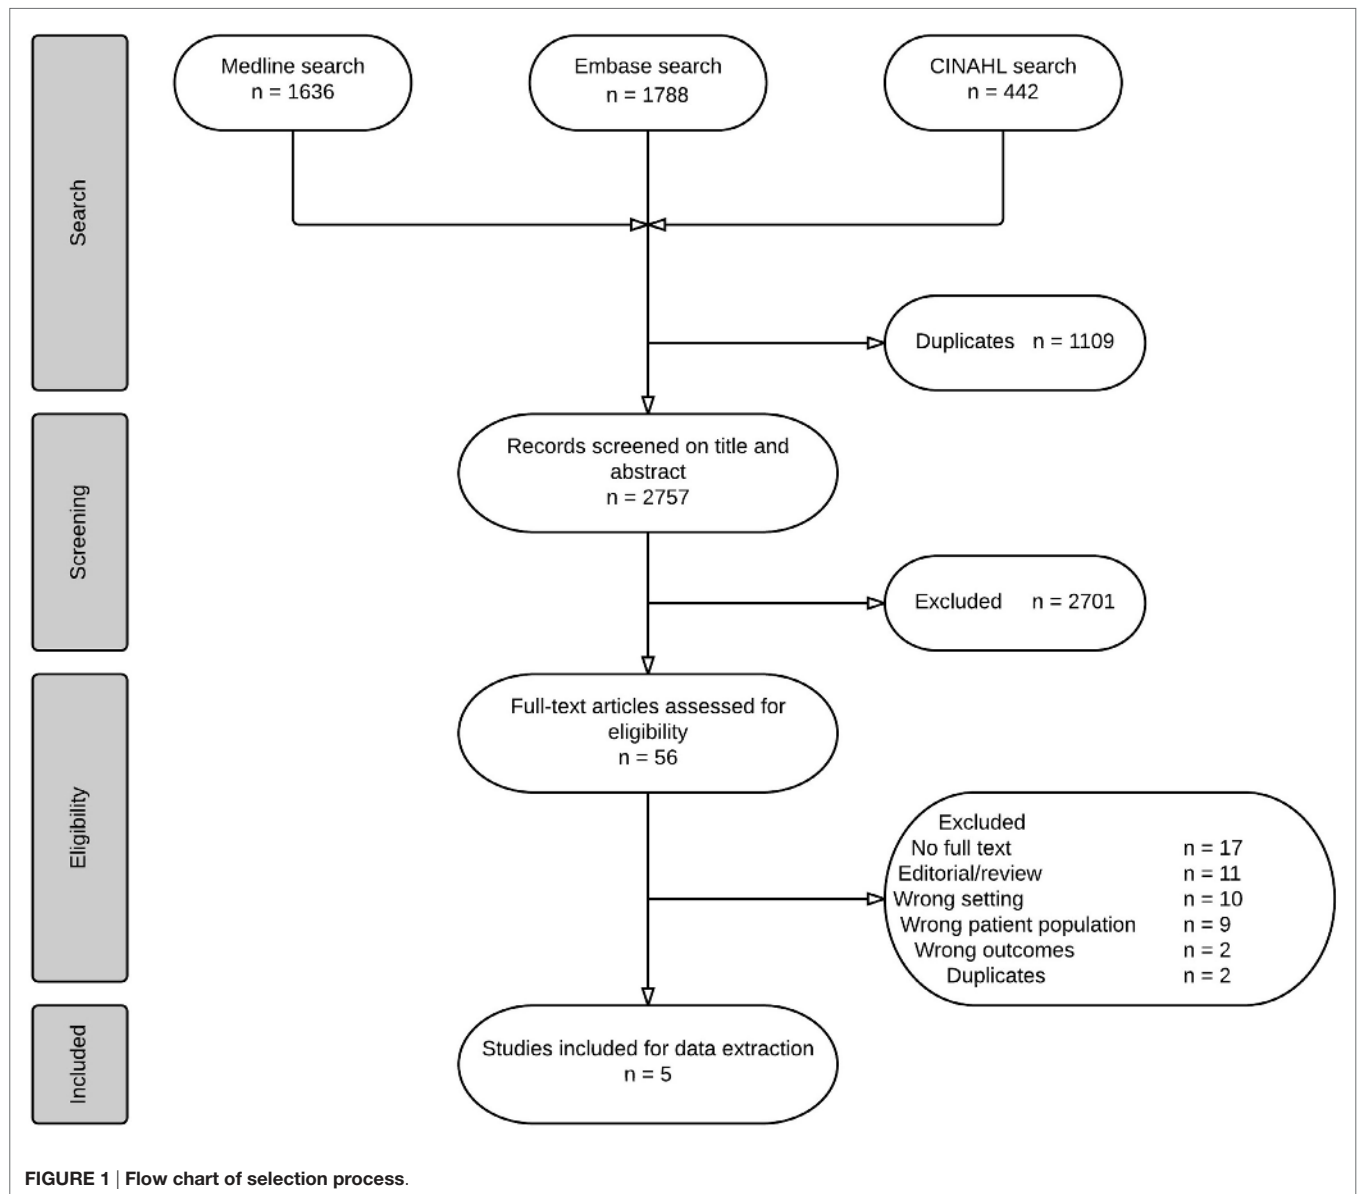 Search
Medline search
n = 1636
Embase search
n = 1788
CINAHL search
n = 442
Duplicates n = 1109
Screening
Records screened on title and
abstract
n = 2757
Excluded n = 2701
Eligibility
Full-text articles assessed for
eligibility
n = 56
Excluded
No full text n = 17
Editorial/review n = 11
Wrong setting n = 10
Wrong patient population n = 9
Wrong outcomes n = 2
Duplicates n = 2
Included
Studies included for data extraction
n = 5
FIGURE 1 | Flow chart of selection process.